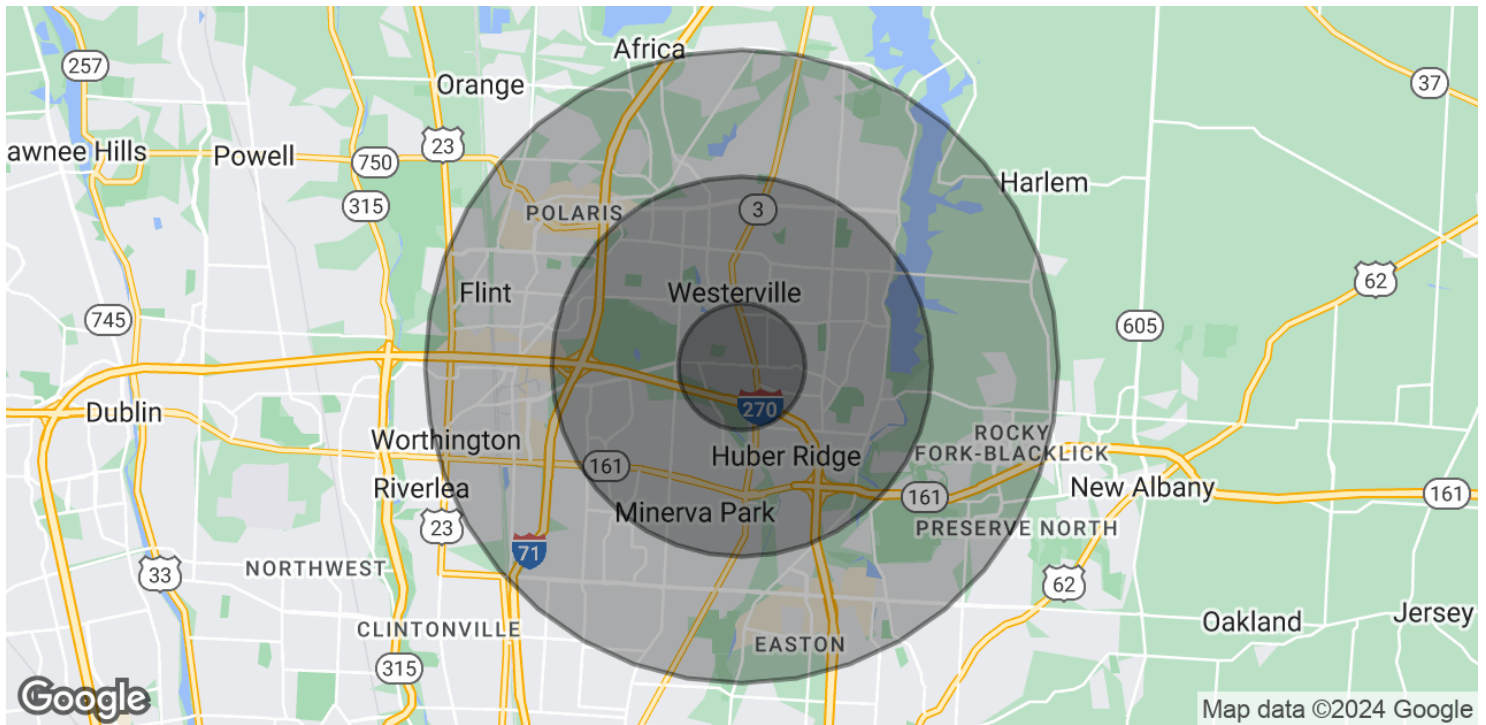 Africa
257
37
Orange
23
awnee Hills
Powell
750
Harlem
315
POLARIS
3
62
Flint
Westerville
745
605
270
Dublin
Worthington
ROCKY
FORK-BLACKLICK
Huber Ridge
161
Riverlea
161
New Albany
161
Minerva Park
23
PRESERVE NORTH
71
33
NORTHWEST
62
CLINTONVILLE
EASTON
Oakland
Jersey
315
Google
Map data ©2024 Google